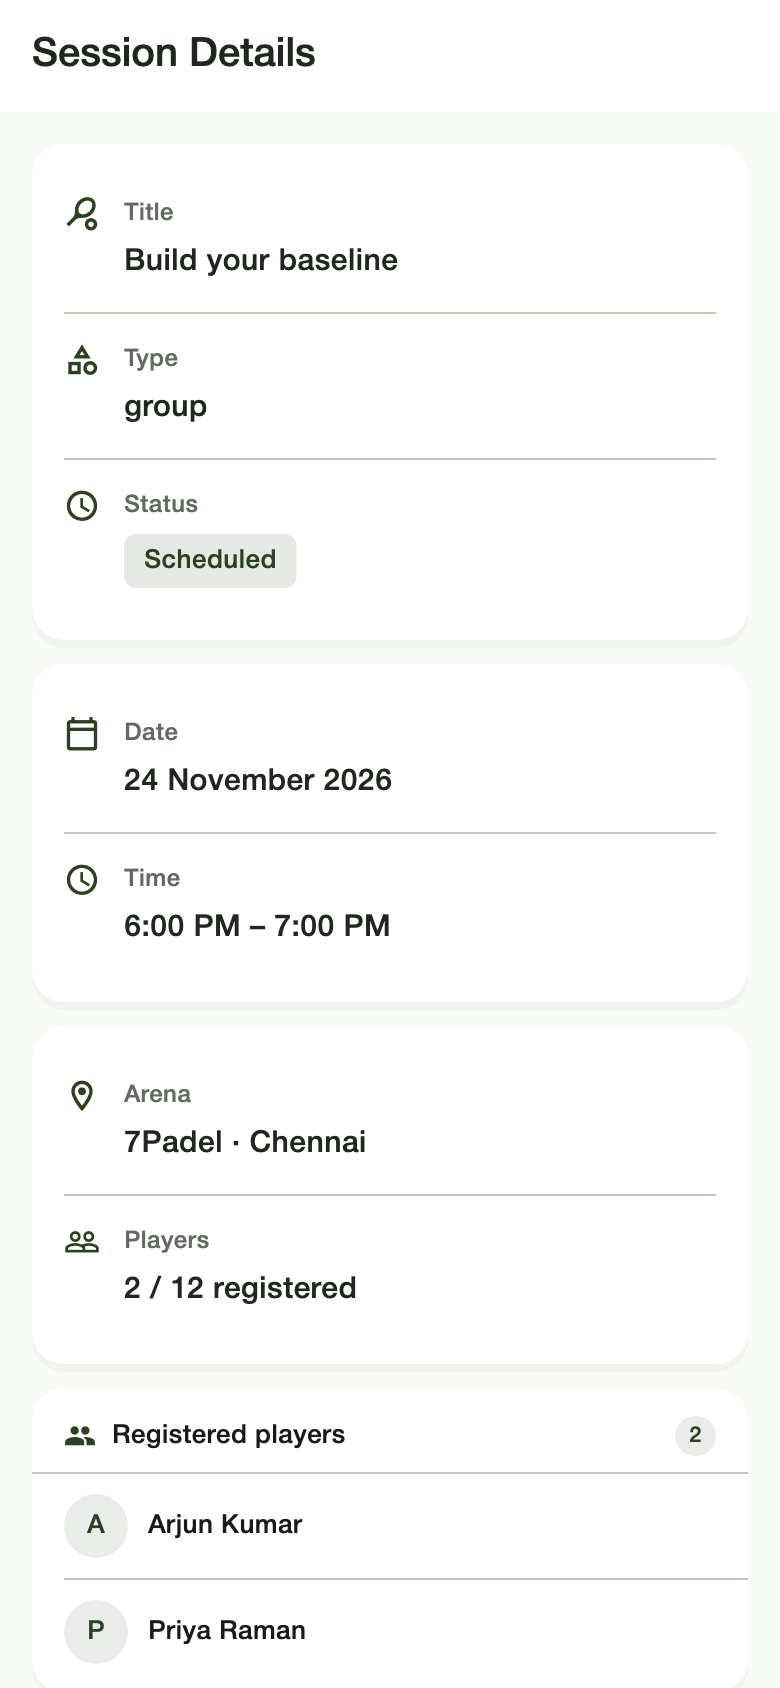 Session Details
Title
Build your baseline
Type
group
Status
Scheduled
Date
24 November 2026
Time
6:00 PM – 7:00 PM
Arena
7Padel · Chennai
Players
2 / 12 registered
Registered players 2
A Arjun Kumar
P Priya Raman